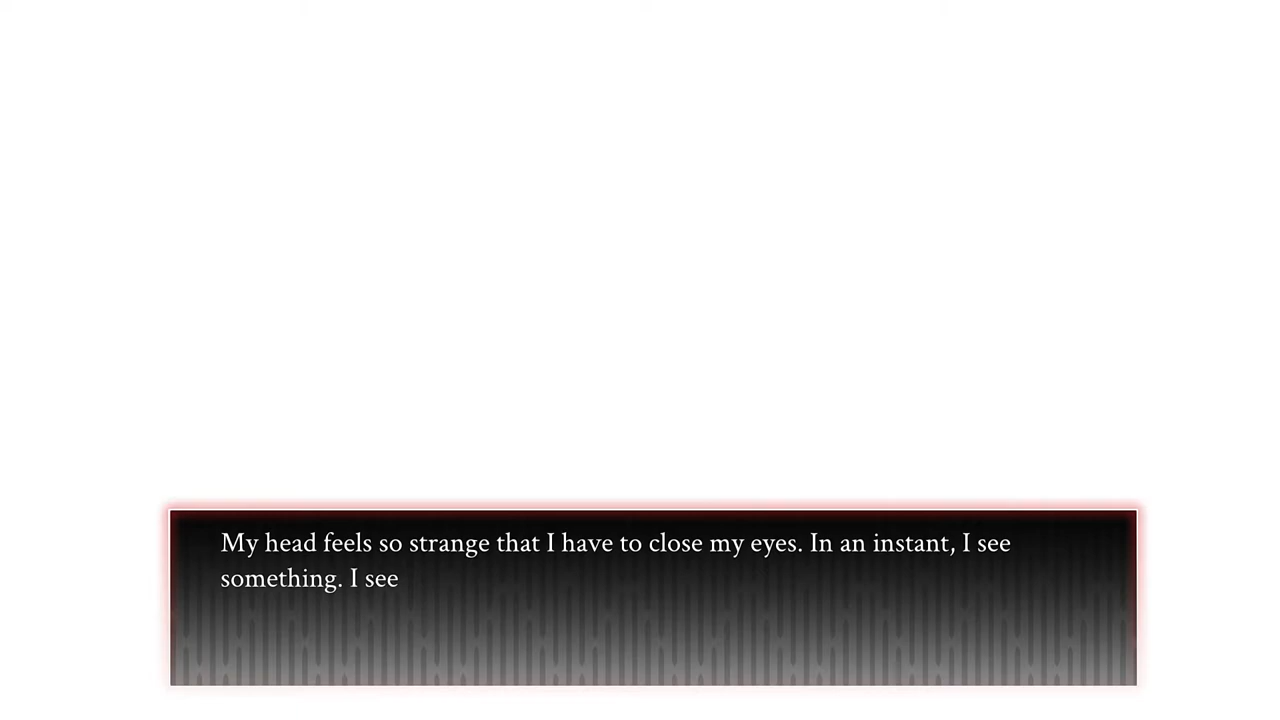 My head feels so strange that I have to close my eyes. In an instant, I see
something. I see